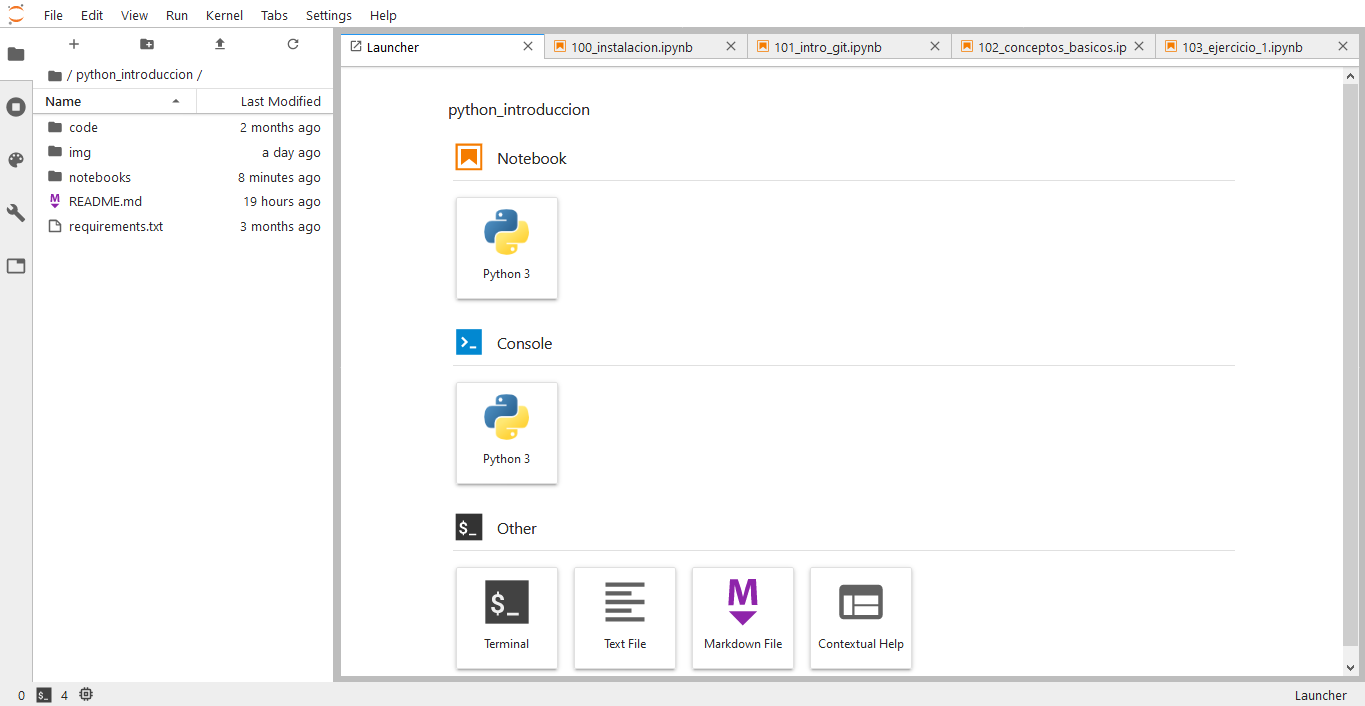 File Edit View Run Kernel Tabs Settings Help
/ python_introduccion /
Name Last Modified
code 2 months ago
img a day ago
notebooks 8 minutes ago
README.md 19 hours ago
requirements.txt 3 months ago
Launcher 100_instalacion.ipynb 101_intro_git.ipynb 102_conceptos_basicos.ip 103_ejercicio_1.ipynb
python_introduccion
Notebook
Python 3
Console
Python 3
$_ Other
$_ M
Terminal Text File Markdown File Contextual Help
0 $_ 4 Launcher